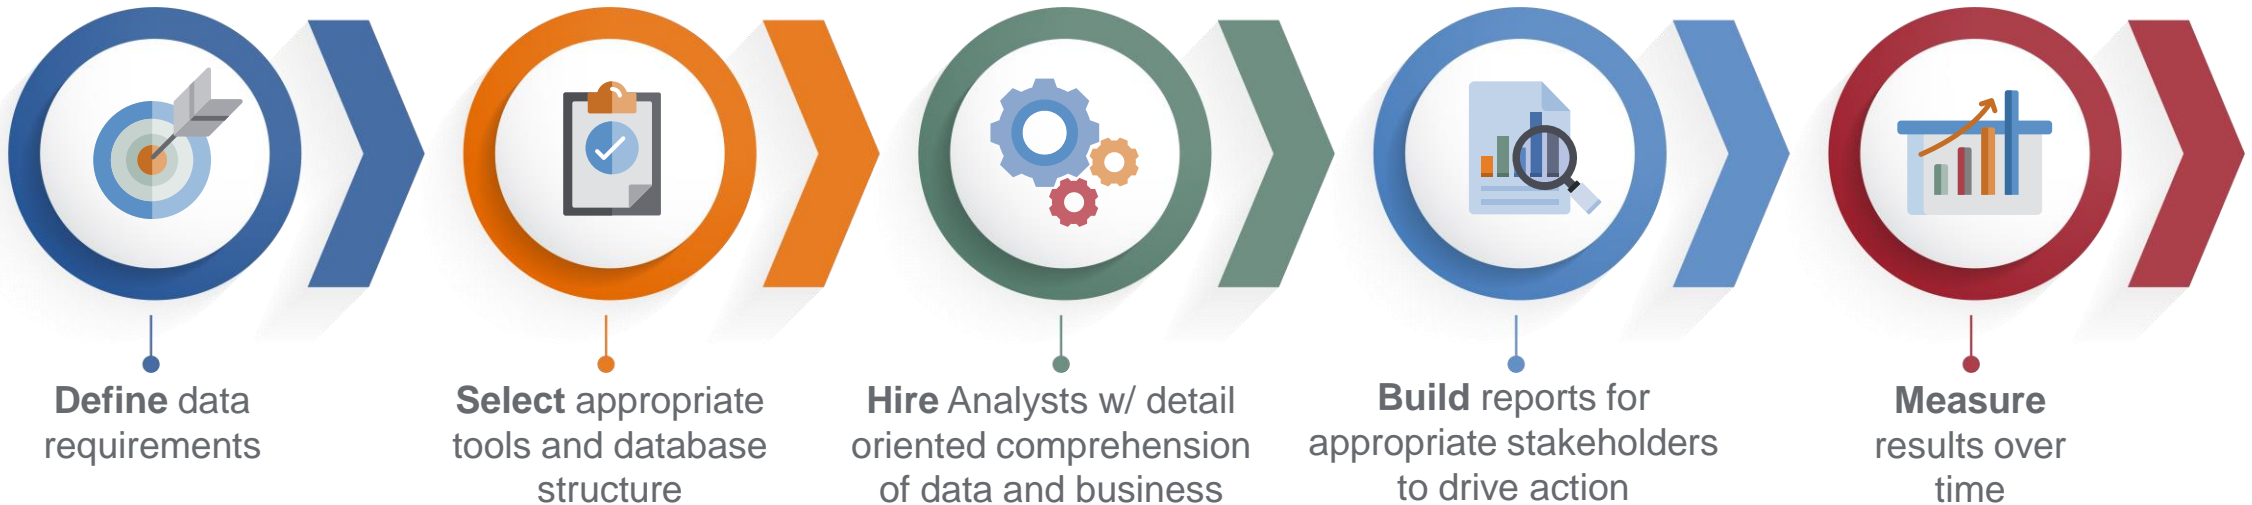 Define data
requirements
Select appropriate
tools and database
structure
Hire Analysts w/ detail
oriented comprehension
of data and business
Build reports for
appropriate stakeholders
to drive action
Measure
results over
time